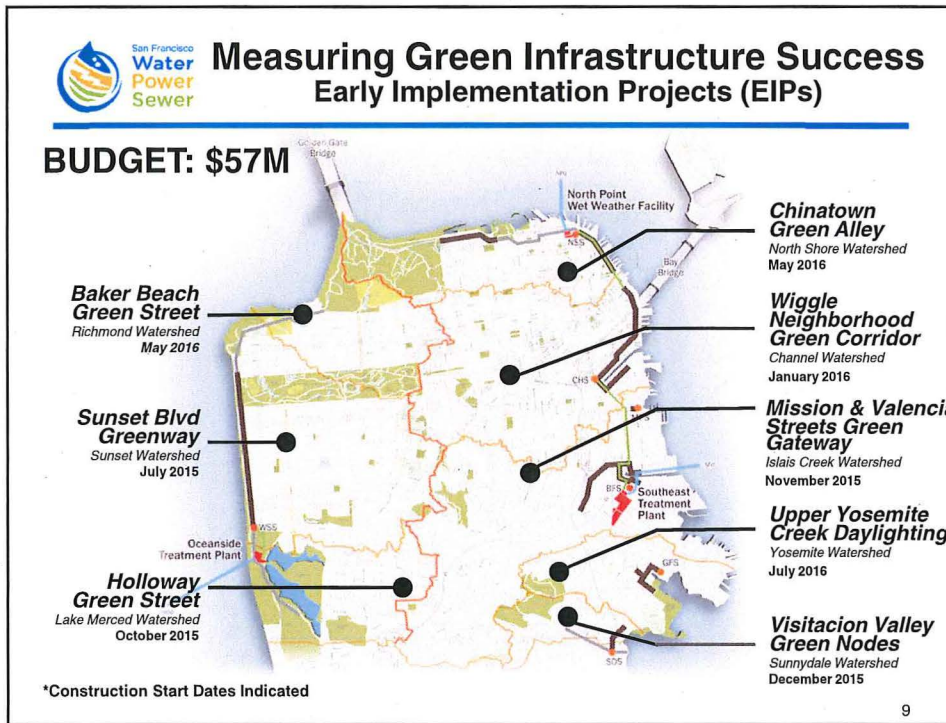 San Francisco
Water
Power
Sewer
Measuring Green Infrastructure Success
Early Implementation Projects (EIPs)
BUDGET: $57M
Golden Gate
Bridge
North Point
Wet Weather Facility
NSS
Bay
Bridge
Chinatown
Green Alley
North Shore Watershed
May 2016
Baker Beach
Green Street
Richmond Watershed
May 2016
Wiggle
Neighborhood
Green Corridor
Channel Watershed
January 2016
CHS
Sunset Blvd
Greenway
Sunset Watershed
July 2015
Mission & Valencia
Streets Green
Gateway
Islais Creek Watershed
November 2015
BFS
Southeast
Treatment
Plant
WSS
Oceanside
Treatment Plant
Upper Yosemite
Creek Daylighting
Yosemite Watershed
July 2016
GFS
Holloway
Green Street
Lake Merced Watershed
October 2015
Visitacion Valley
Green Nodes
Sunnydale Watershed
December 2015
SDS
*Construction Start Dates Indicated
9